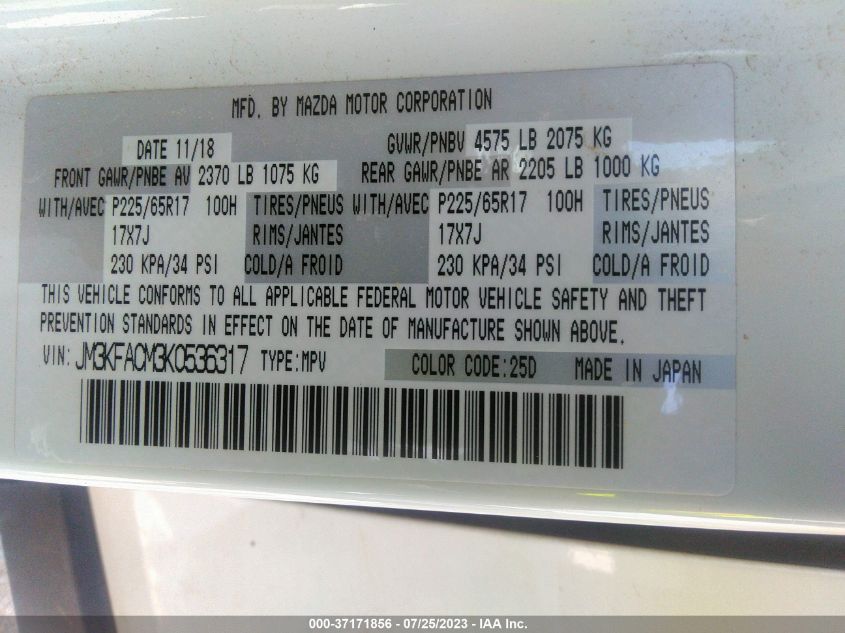 MFD. BY MAZDA MOTOR CORPORATION
DATE 11/18 GVWR/PNBV 4575 LB 2075 KG
FRONT GAWR/PNBE AV 2370 LB 1075 KG REAR GAWR/PNBE AR 2205 LB 1000 KG
WITH/AVEC P225/65R17 100H TIRES/PNEUS WITH/AVEC P225/65R17 100H TIRES/PNEUS
17X7J RIMS/JANTES 17X7J RIMS/JANTES
230 KPA/34 PSI COLD/A FROID 230 KPA/34 PSI COLD/A FROID
THIS VEHICLE CONFORMS TO ALL APPLICABLE FEDERAL MOTOR VEHICLE SAFETY AND THEFT
PREVENTION STANDARDS IN EFFECT ON THE DATE OF MANUFACTURE SHOWN ABOVE.
VIN: JM3KFACM3K0536317 TYPE:MPV COLOR CODE:25D MADE IN JAPAN
000-37171856 - 07/25/2023 - IAA Inc.